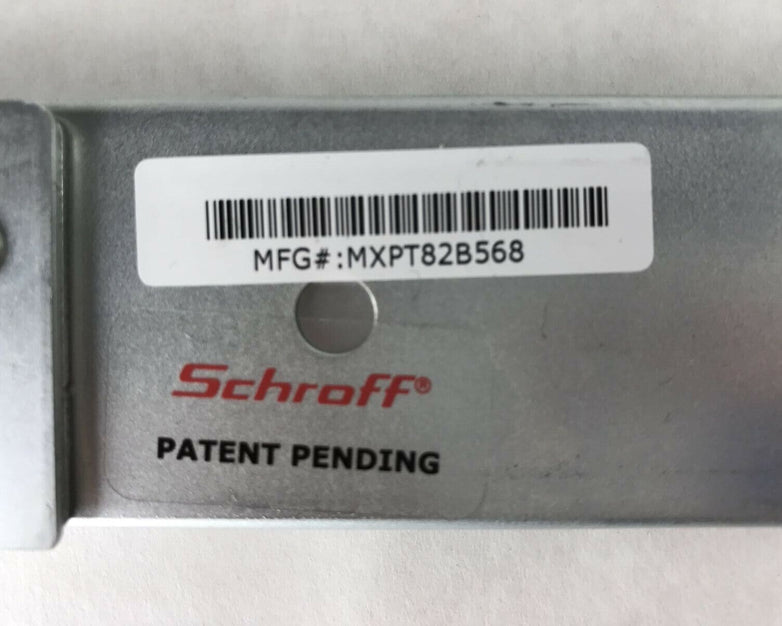 MFG#:MXPT82B568
Schroff®
PATENT PENDING